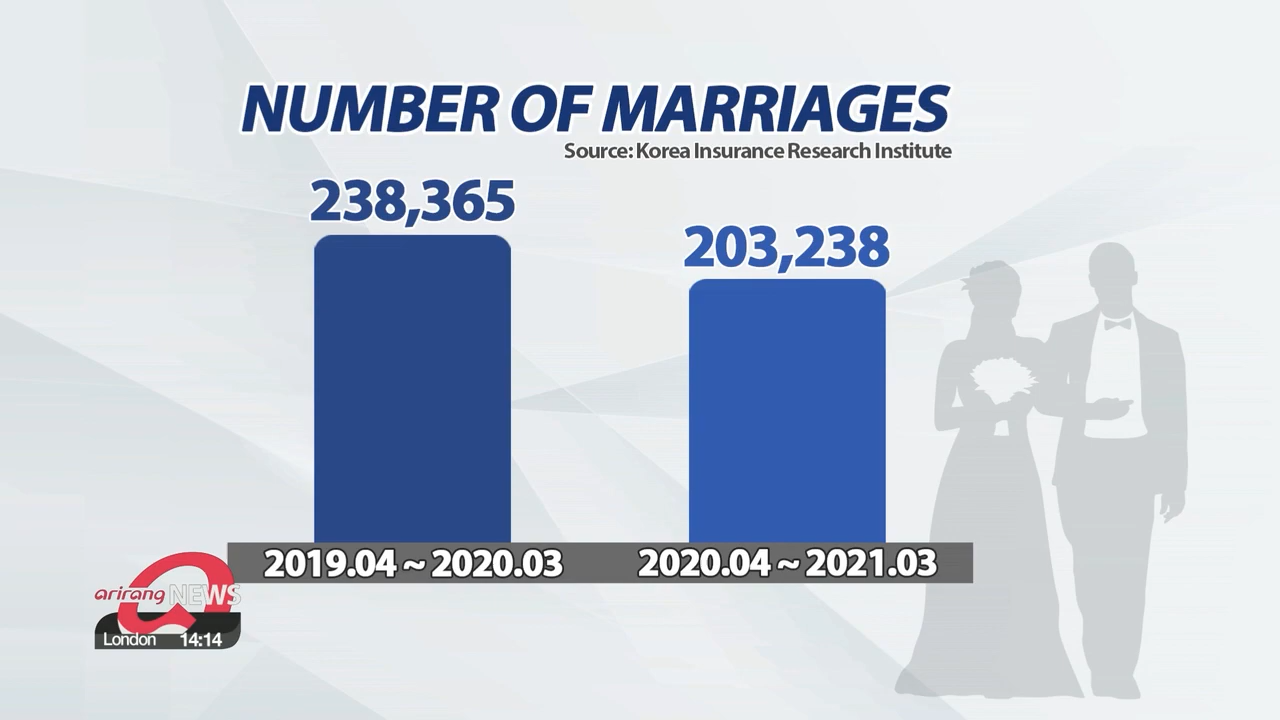 NUMBER OF MARRIAGES
Source: Korea Insurance Research Institute
238,365
203,238
2019.04 ~ 2020.03
2020.04 ~ 2021.03
arirang NEWS
London 14:14